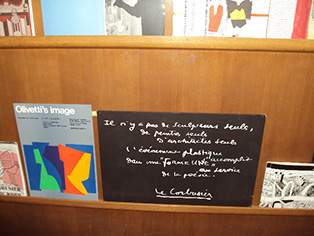 Olivetti's image
Il n'y a pas de sculpteurs seuls,
de peintres seuls
d'architectes seuls
L'événement plastique
s'accomplit
dans une forme UNE
au service
de la poésie.
Le Corbusier